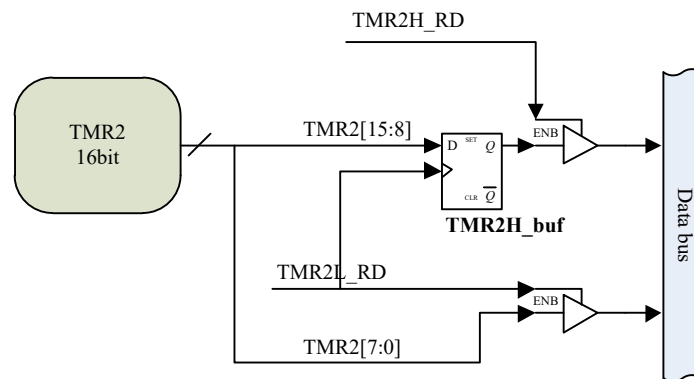 TMR2H_RD
TMR2
16bit
TMR2[15:8]
D
SET
Q
CLR
Q
ENB
TMR2H_buf
TMR2L_RD
ENB
TMR2[7:0]
Data bus